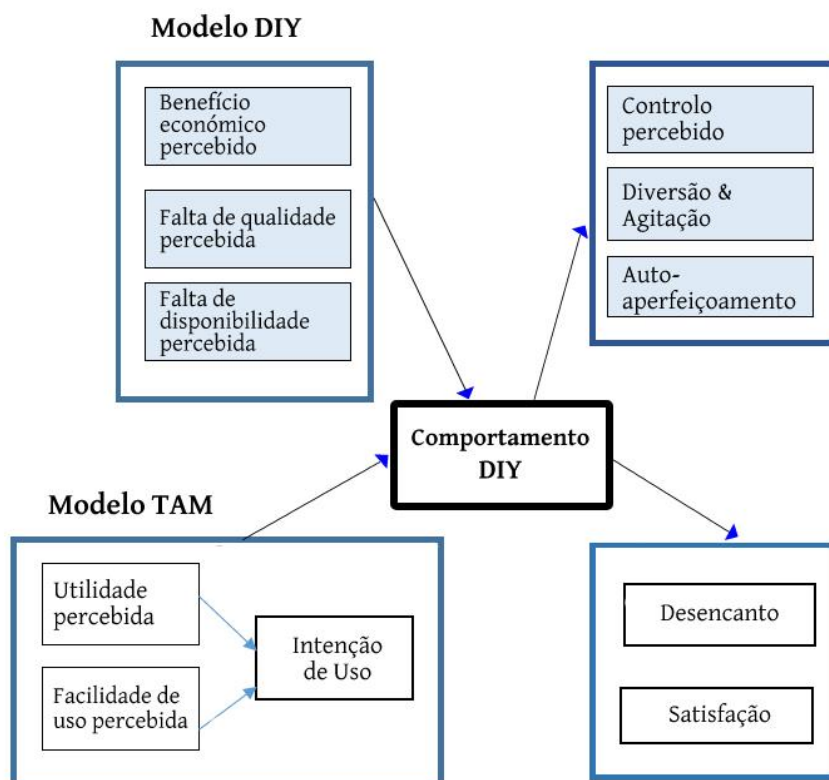 Modelo DIY
Benefício
económico
percebido
Falta de qualidade
percebida
Falta de
disponibilidade
percebida
Controlo
percebido
Diversão &
Agitação
Auto-
aperfeiçoamento
Comportamento
DIY
Modelo TAM
Utilidade
percebida
Facilidade de
uso percebida
Intenção
de Uso
Desencanto
Satisfação